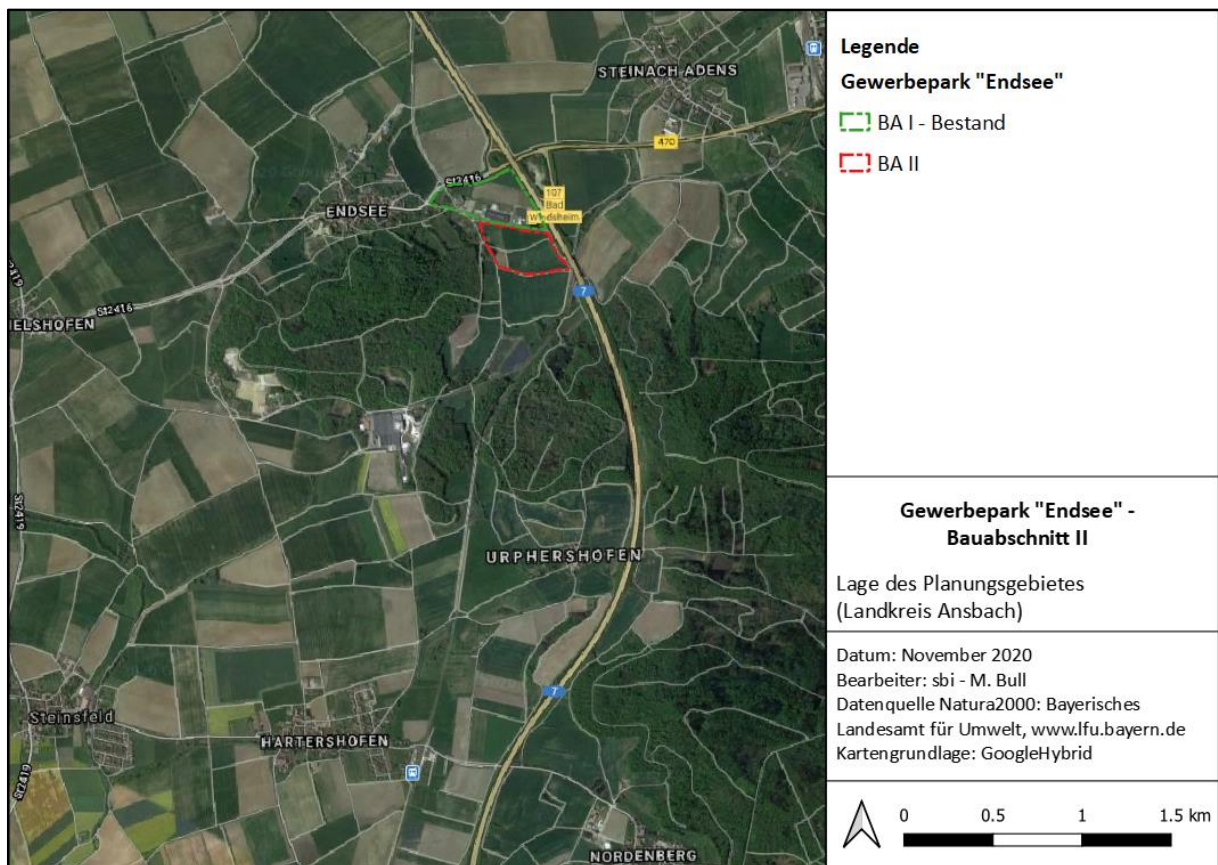 STEINACH ADENS
470
St2416
107
Bad
Windsheim
ENDSEE
7
St2419
St2416
IELSHOFEN
St2419
URPHERSHOFEN
7
Steinsfeld
HARTERSHOFEN
St2419
NORDENBERG
Legende
Gewerbepark "Endsee"
BA I - Bestand
BA II
Gewerbepark "Endsee" -
Bauabschnitt II
Lage des Planungsgebietes
(Landkreis Ansbach)
Datum: November 2020
Bearbeiter: sbi - M. Bull
Datenquelle Natura2000: Bayerisches
Landesamt für Umwelt, www.lfu.bayern.de
Kartengrundlage: GoogleHybrid
0 0.5 1 1.5 km